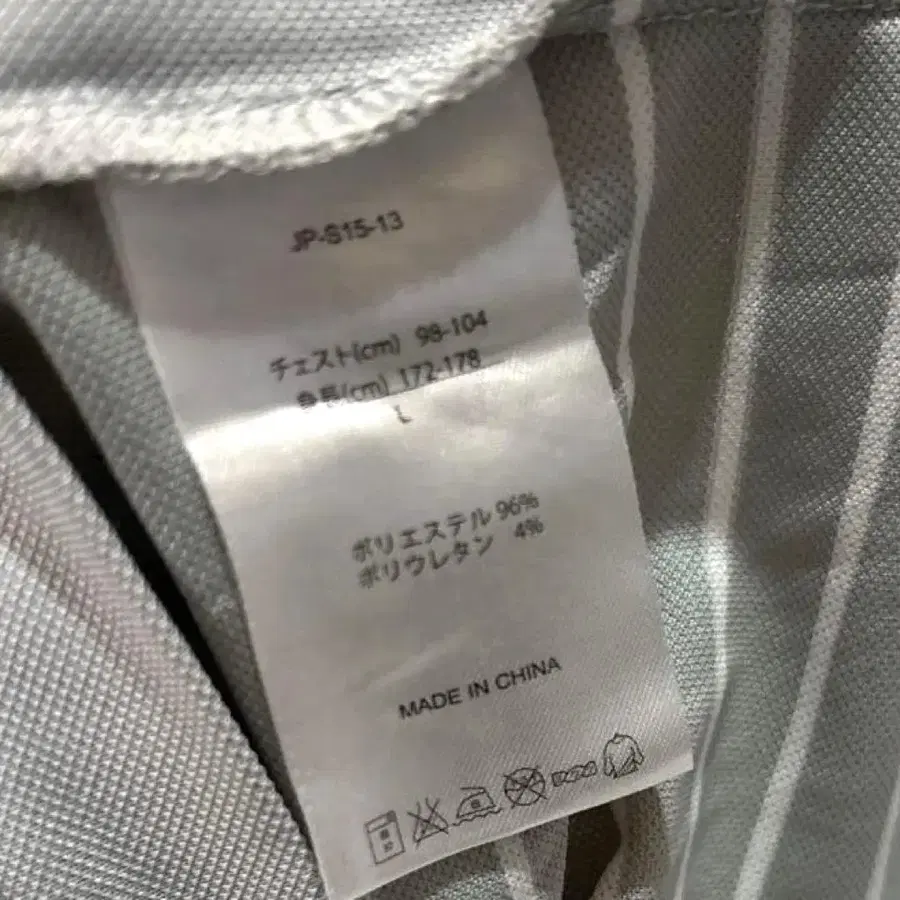 JP-S15-13
チェスト(cm) 98-104
身長(cm) 172-178
L
ポリエステル 96%
ポリウレタン 4%
MADE IN CHINA